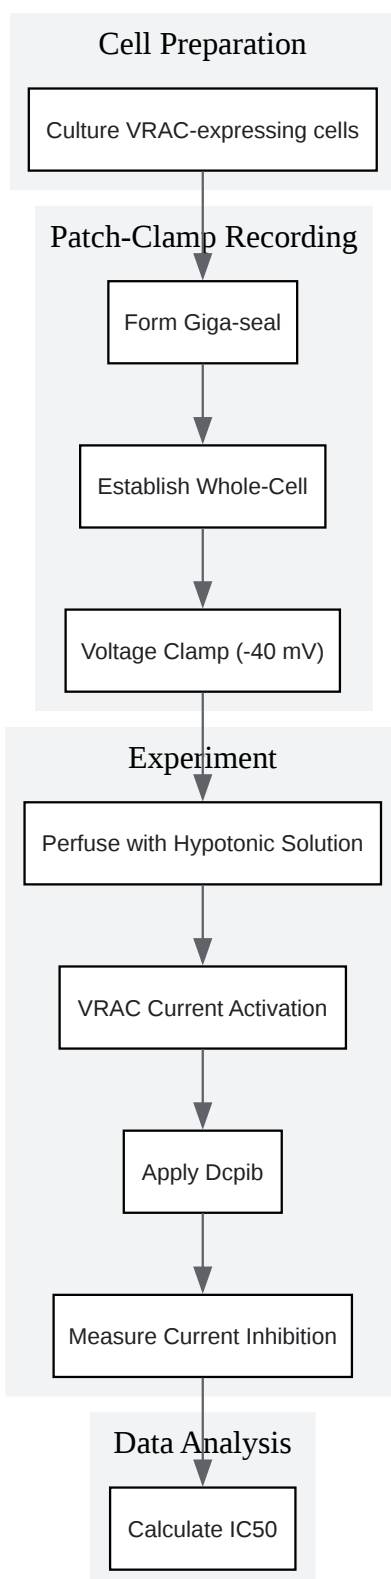 Cell Preparation
Culture VRAC-expressing cells
Patch-Clamp Recording
Form Giga-seal
Establish Whole-Cell
Voltage Clamp (-40 mV)
Experiment
Perfuse with Hypotonic Solution
VRAC Current Activation
Apply Dcpib
Measure Current Inhibition
Data Analysis
Calculate IC50